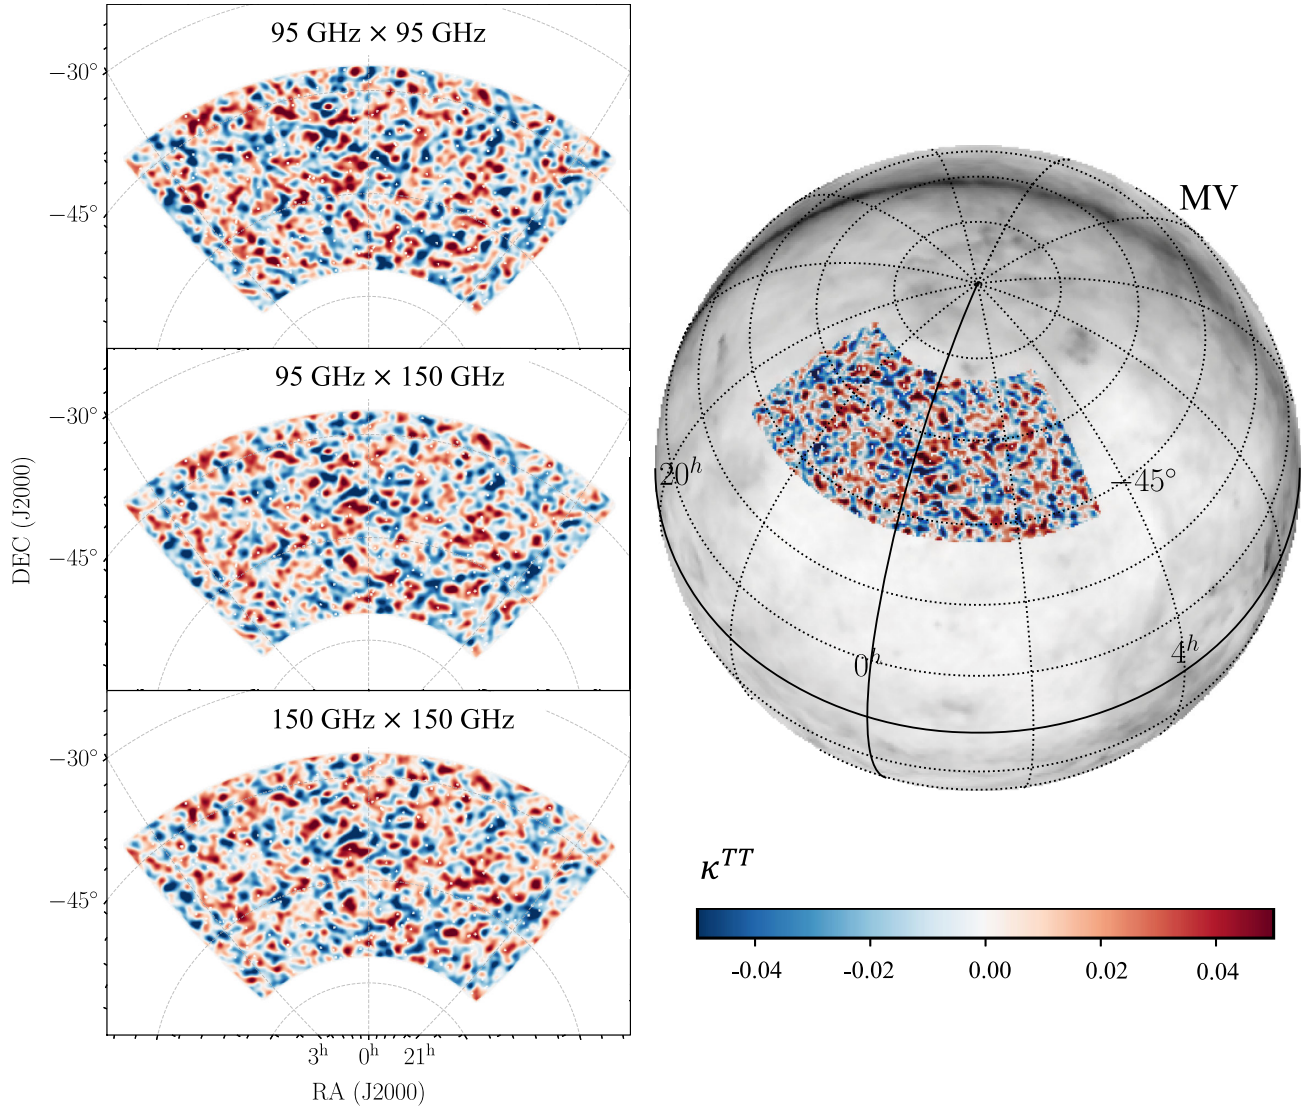 95 GHz × 95 GHz
−30°
−45°
95 GHz × 150 GHz
−30°
−45°
DEC (J2000)
150 GHz × 150 GHz
−30°
−45°
3ʰ 0ʰ 21ʰ
RA (J2000)
MV
20ʰ
−45°
0ʰ
4ʰ
κᵀᵀ
-0.04 -0.02 0.00 0.02 0.04